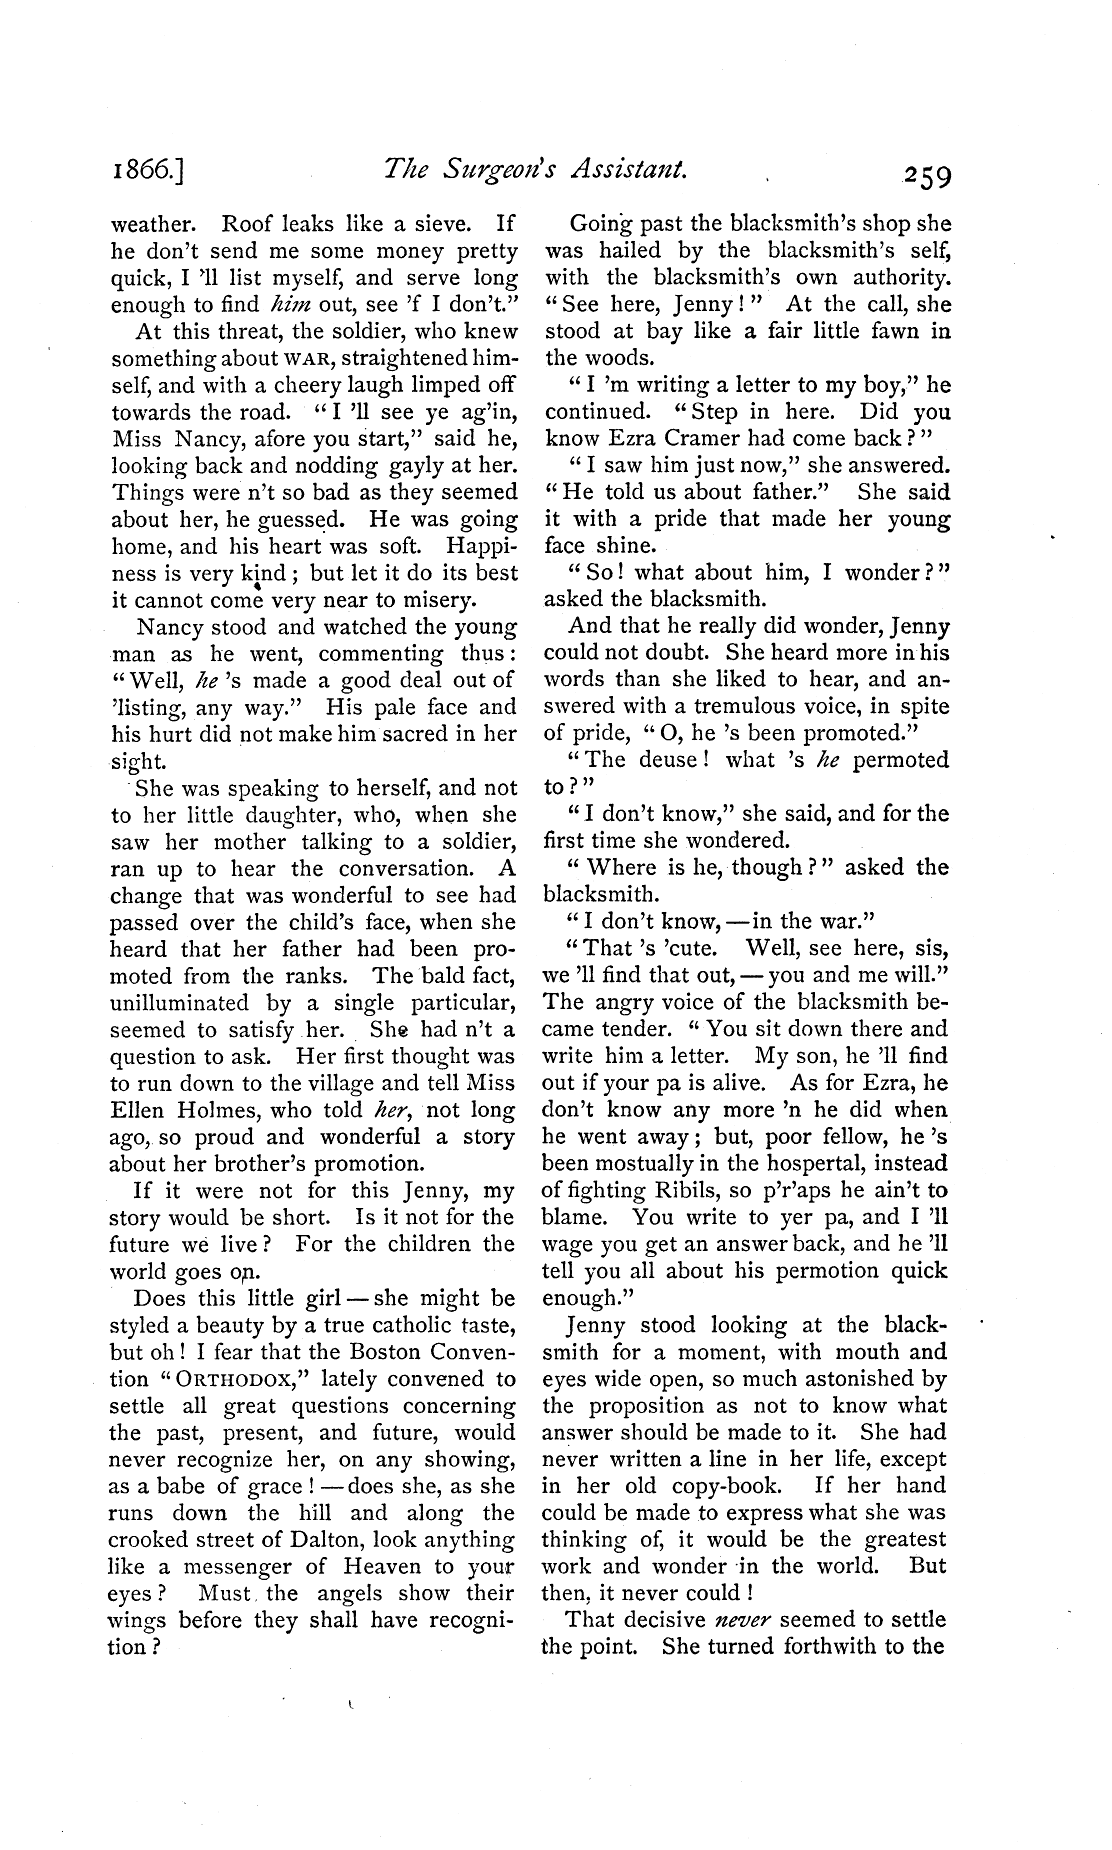 1866.] The Surgeon's Assistant. 259
weather. Roof leaks like a sieve. If
he don't send me some money pretty
quick, I 'll list myself, and serve long
enough to find him out, see 'f I don't."
At this threat, the soldier, who knew
something about WAR, straightened him-
self, and with a cheery laugh limped off
towards the road. "I 'll see ye ag'in,
Miss Nancy, afore you start," said he,
looking back and nodding gayly at her.
Things were n't so bad as they seemed
about her, he guessed. He was going
home, and his heart was soft. Happi-
ness is very kind; but let it do its best
it cannot come very near to misery.
Nancy stood and watched the young
man as he went, commenting thus:
"Well, he 's made a good deal out of
'listing, any way." His pale face and
his hurt did not make him sacred in her
sight.
She was speaking to herself, and not
to her little daughter, who, when she
saw her mother talking to a soldier,
ran up to hear the conversation. A
change that was wonderful to see had
passed over the child's face, when she
heard that her father had been pro-
moted from the ranks. The bald fact,
unilluminated by a single particular,
seemed to satisfy her. She had n't a
question to ask. Her first thought was
to run down to the village and tell Miss
Ellen Holmes, who told her, not long
ago, so proud and wonderful a story
about her brother's promotion.
If it were not for this Jenny, my
story would be short. Is it not for the
future we live? For the children the
world goes on.
Does this little girl — she might be
styled a beauty by a true catholic taste,
but oh! I fear that the Boston Conven-
tion "ORTHODOX," lately convened to
settle all great questions concerning
the past, present, and future, would
never recognize her, on any showing,
as a babe of grace! — does she, as she
runs down the hill and along the
crooked street of Dalton, look anything
like a messenger of Heaven to your
eyes? Must the angels show their
wings before they shall have recogni-
tion?
Going past the blacksmith's shop she
was hailed by the blacksmith's self,
with the blacksmith's own authority.
"See here, Jenny!" At the call, she
stood at bay like a fair little fawn in
the woods.
"I 'm writing a letter to my boy," he
continued. "Step in here. Did you
know Ezra Cramer had come back?"
"I saw him just now," she answered.
"He told us about father." She said
it with a pride that made her young
face shine.
"So! what about him, I wonder?"
asked the blacksmith.
And that he really did wonder, Jenny
could not doubt. She heard more in his
words than she liked to hear, and an-
swered with a tremulous voice, in spite
of pride, "O, he 's been promoted."
"The deuse! what 's he permoted
to?"
"I don't know," she said, and for the
first time she wondered.
"Where is he, though?" asked the
blacksmith.
"I don't know, — in the war."
"That 's 'cute. Well, see here, sis,
we 'll find that out, — you and me will."
The angry voice of the blacksmith be-
came tender. "You sit down there and
write him a letter. My son, he 'll find
out if your pa is alive. As for Ezra, he
don't know any more 'n he did when
he went away; but, poor fellow, he 's
been mostually in the hospertal, instead
of fighting Ribils, so p'r'aps he ain't to
blame. You write to yer pa, and I 'll
wage you get an answer back, and he 'll
tell you all about his permotion quick
enough."
Jenny stood looking at the black-
smith for a moment, with mouth and
eyes wide open, so much astonished by
the proposition as not to know what
answer should be made to it. She had
never written a line in her life, except
in her old copy-book. If her hand
could be made to express what she was
thinking of, it would be the greatest
work and wonder in the world. But
then, it never could!
That decisive never seemed to settle
the point. She turned forthwith to the